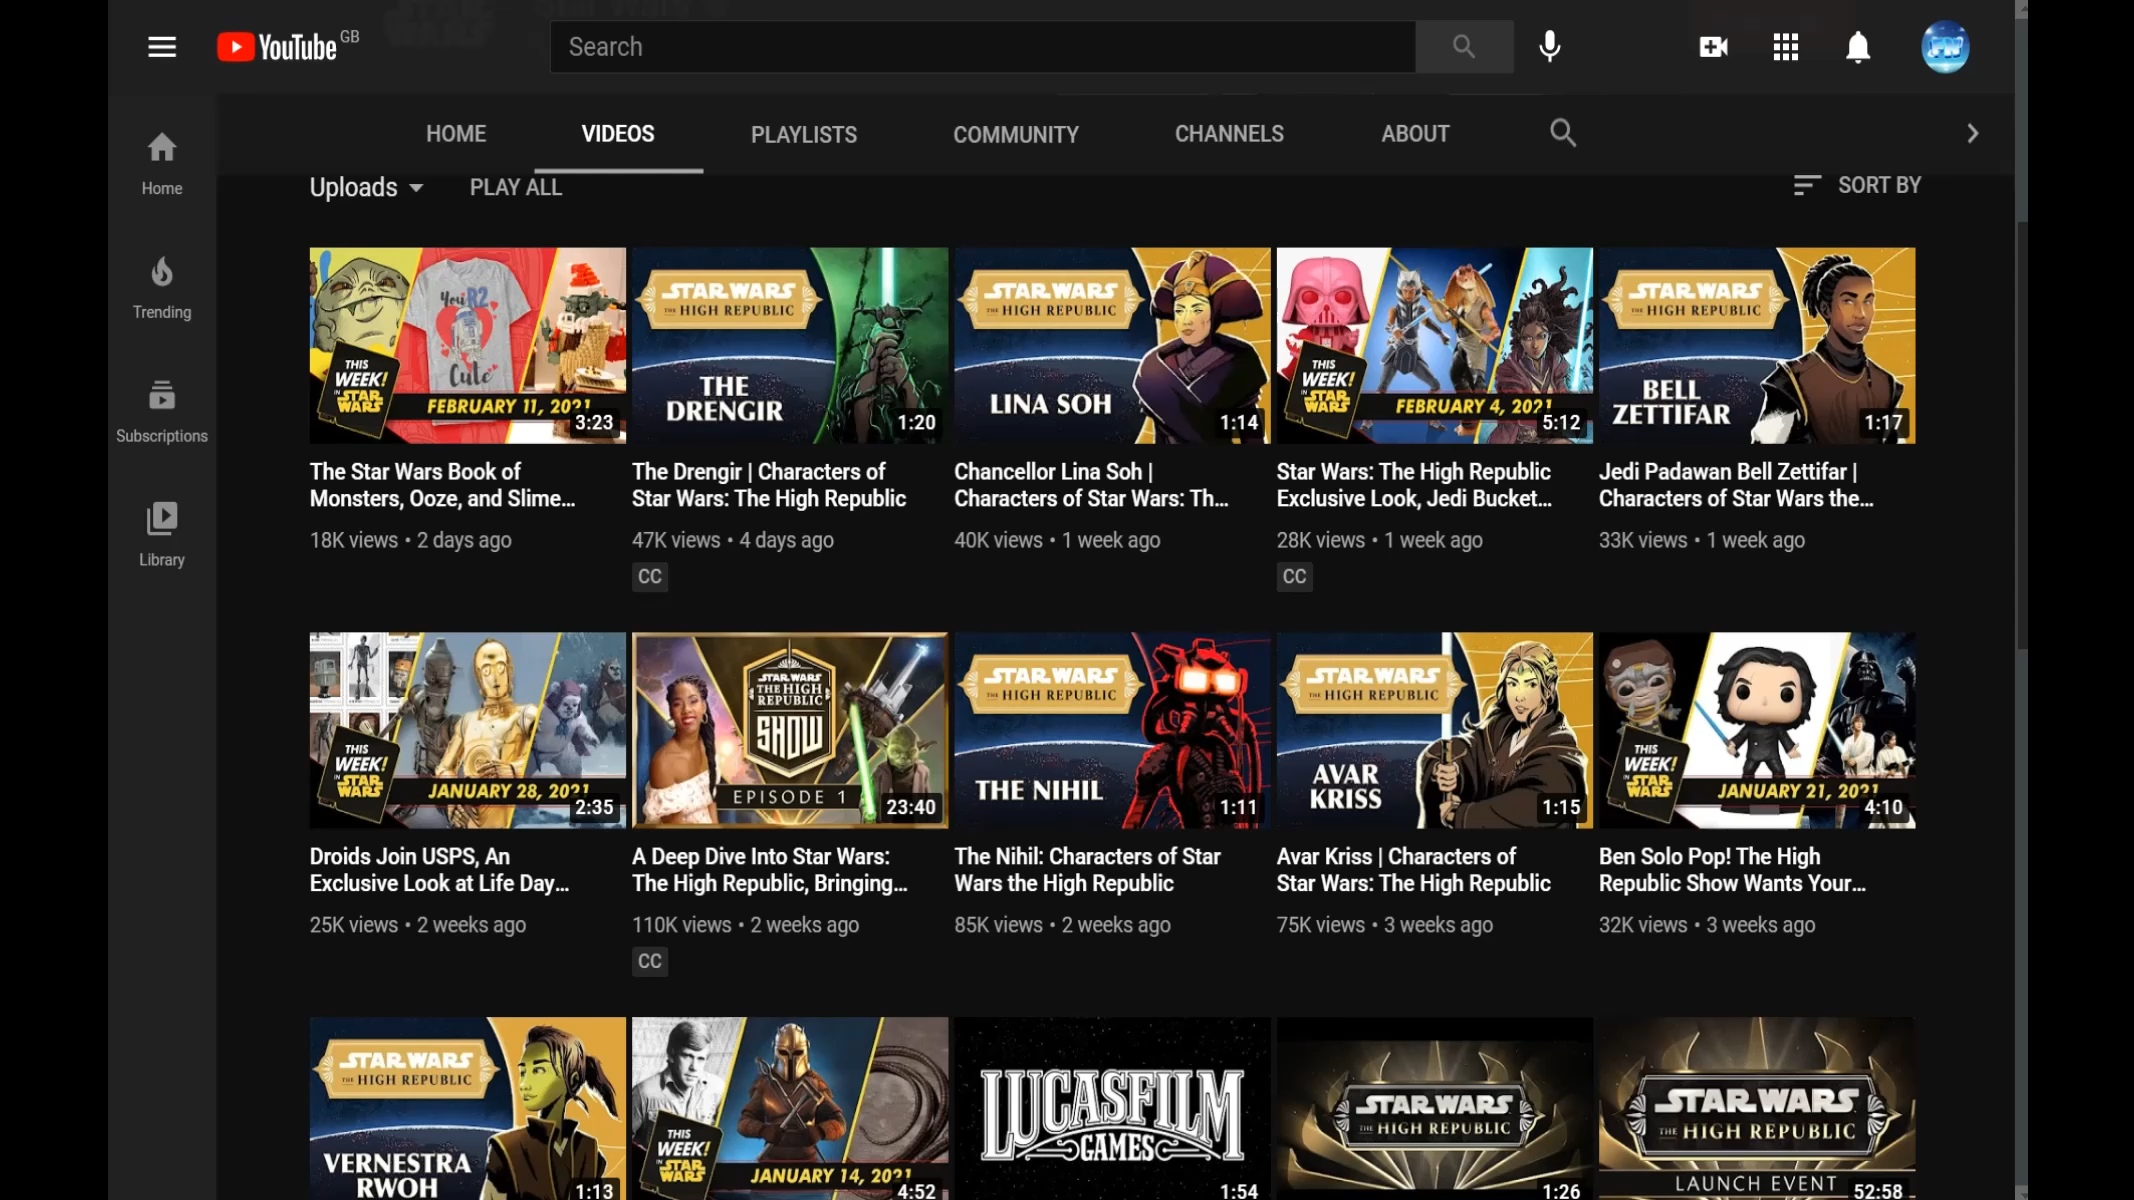 YouTube GB
Search
Home
Trending
Subscriptions
Library
HOME
VIDEOS
PLAYLISTS
COMMUNITY
CHANNELS
ABOUT
Uploads
PLAY ALL
SORT BY
You R2
Cute
THIS
WEEK!
IN
STAR
WARS
FEBRUARY 11, 2021
3:23
The Star Wars Book of
Monsters, Ooze, and Slime...
18K views • 2 days ago
STAR WARS
THE HIGH REPUBLIC
THE
DRENGIR
1:20
The Drengir | Characters of
Star Wars: The High Republic
47K views • 4 days ago
CC
STAR WARS
THE HIGH REPUBLIC
LINA SOH
1:14
Chancellor Lina Soh |
Characters of Star Wars: Th...
40K views • 1 week ago
THIS
WEEK!
IN
STAR
WARS
FEBRUARY 4, 2021
5:12
Star Wars: The High Republic
Exclusive Look, Jedi Bucket...
28K views • 1 week ago
CC
STAR WARS
THE HIGH REPUBLIC
BELL
ZETTIFAR
1:17
Jedi Padawan Bell Zettifar |
Characters of Star Wars the...
33K views • 1 week ago
THIS
WEEK!
IN
STAR
WARS
JANUARY 28, 2021
2:35
Droids Join USPS, An
Exclusive Look at Life Day...
25K views • 2 weeks ago
STAR WARS
THE HIGH
REPUBLIC
SHOW
EPISODE 1
23:40
A Deep Dive Into Star Wars:
The High Republic, Bringing...
110K views • 2 weeks ago
CC
STAR WARS
THE HIGH REPUBLIC
THE NIHIL
1:11
The Nihil: Characters of Star
Wars the High Republic
85K views • 2 weeks ago
STAR WARS
THE HIGH REPUBLIC
AVAR
KRISS
1:15
Avar Kriss | Characters of
Star Wars: The High Republic
75K views • 3 weeks ago
THIS
WEEK!
IN
STAR
WARS
JANUARY 21, 2021
4:10
Ben Solo Pop! The High
Republic Show Wants Your...
32K views • 3 weeks ago
STAR WARS
THE HIGH REPUBLIC
VERNESTRA
RWOH
1:13
THIS
WEEK!
IN
STAR
WARS
JANUARY 14, 2021
4:52
LUCASFILM
GAMES
1:54
STAR WARS
THE HIGH REPUBLIC
1:26
STAR WARS
THE HIGH REPUBLIC
LAUNCH EVENT
52:58